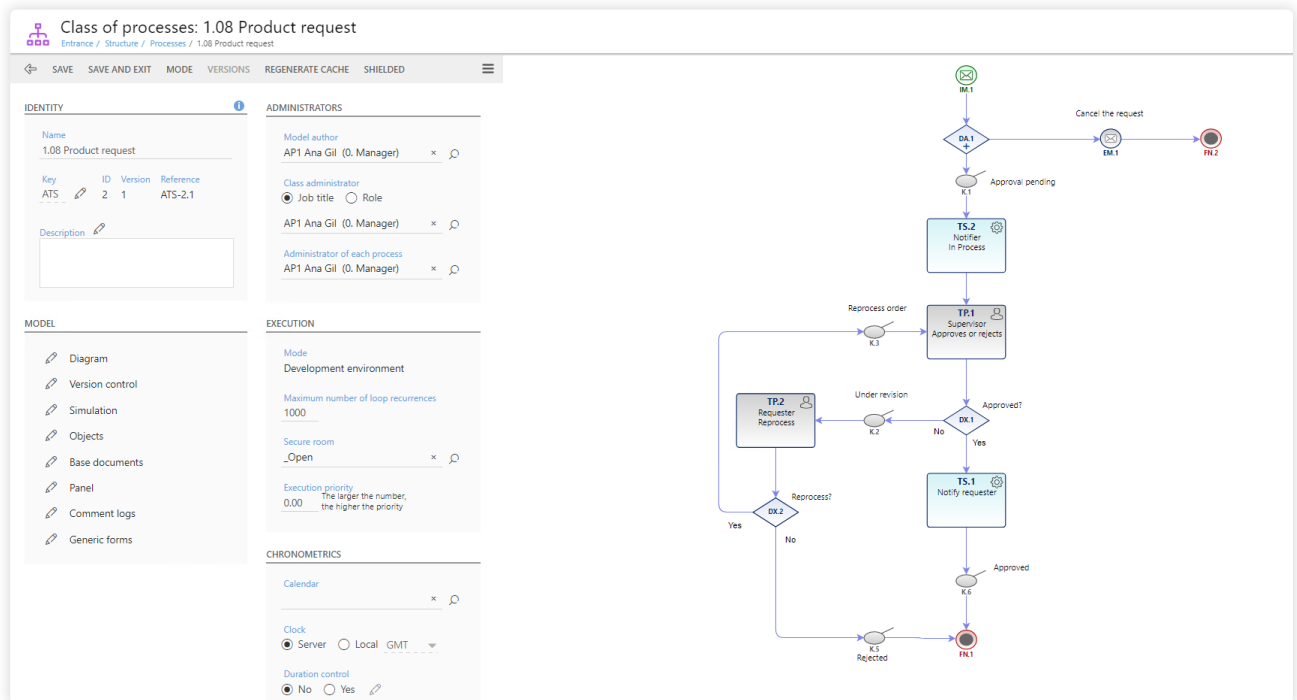 Class of processes: 1.08 Product request
Entrance / Structure / Processes / 1.08 Product request
SAVE SAVE AND EXIT MODE VERSIONS REGENERATE CACHE SHIELDED
IDENTITY
Name
1.08 Product request
Key ID Version Reference
ATS 2 1 ATS-2.1
Description
MODEL
Diagram
Version control
Simulation
Objects
Base documents
Panel
Comment logs
Generic forms
ADMINISTRATORS
Model author
AP1 Ana Gil (0. Manager) ×
Class administrator
Job title Role
AP1 Ana Gil (0. Manager) ×
Administrator of each process
AP1 Ana Gil (0. Manager) ×
EXECUTION
Mode
Development environment
Maximum number of loop recurrences
1000
Secure room
_Open ×
Execution priority
0.00 The larger the number,
the higher the priority
CHRONOMETRICS
Calendar
×
Clock
Server Local GMT
Duration control
No Yes
IM.1
Cancel the request
DA.1
EM.1
FN.2
Approval pending
K.1
TS.2
Notifier
In Process
Reprocess order
K.3
TP.1
Supervisor
Approves or rejects
Under revision
K.2
Approved?
DX.1
No
Yes
TP.2
Requester
Reprocess
TS.1
Notify requester
Reprocess?
DX.2
Yes
No
Approved
K.6
K.5
Rejected
FN.1